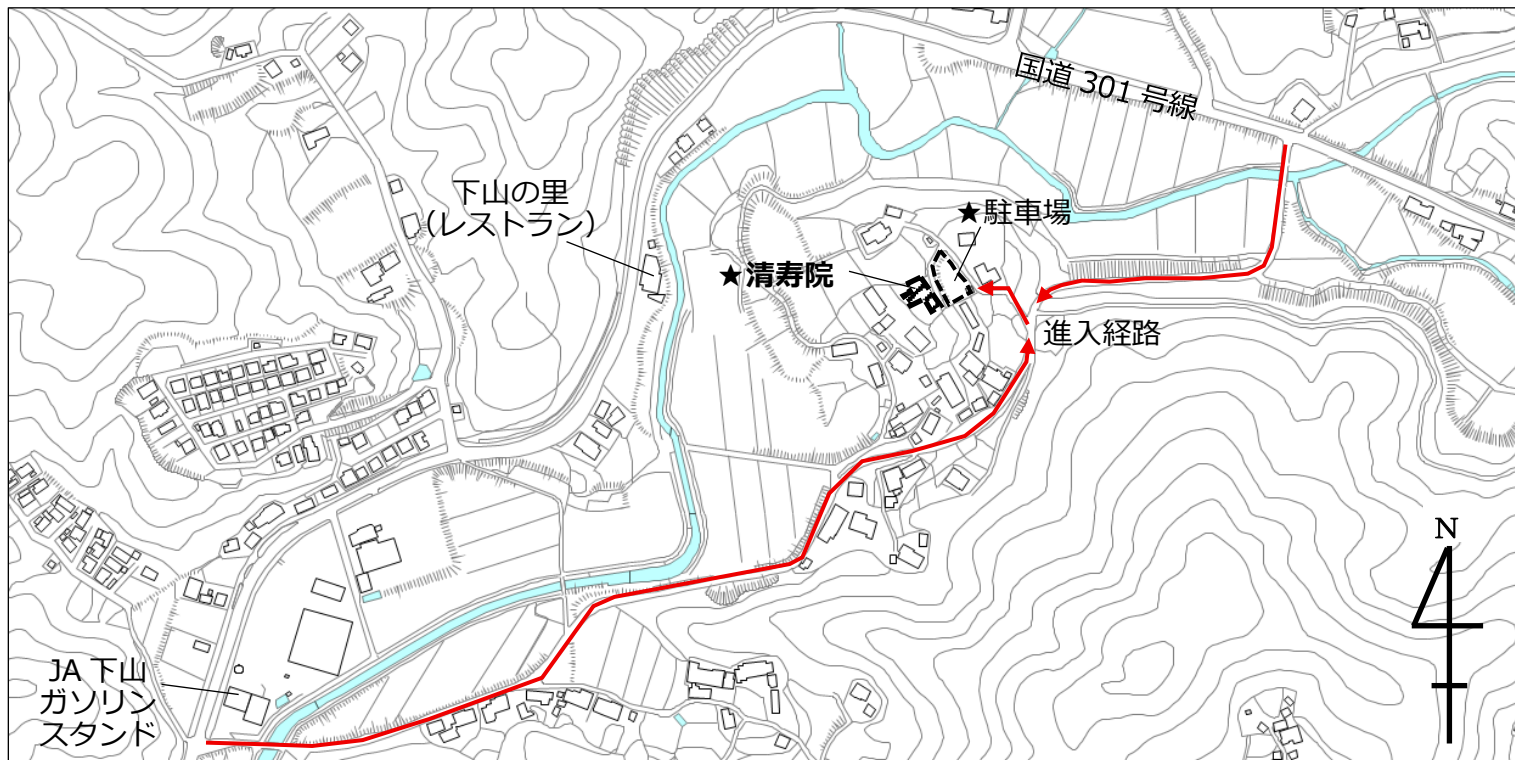 国道 301 号線
下山の里
（レストラン）
★駐車場
★清寿院
進入経路
N
JA 下山
ガソリン
スタンド